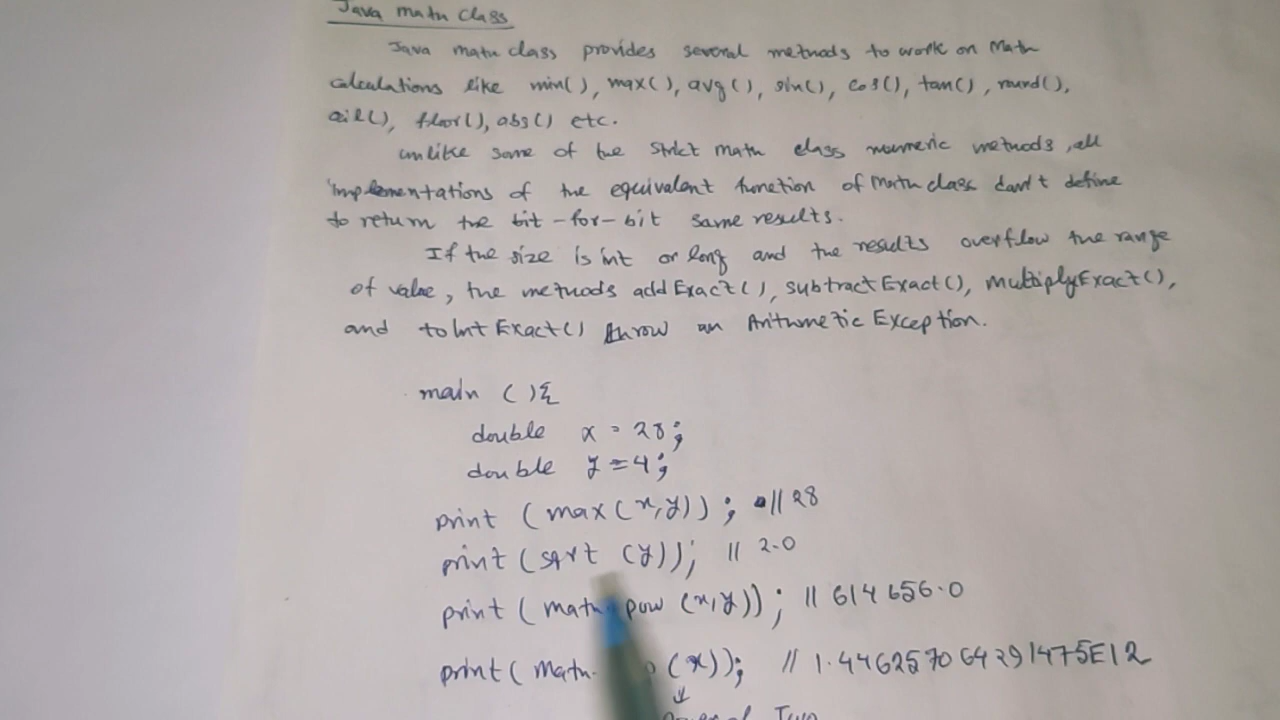 Java math class
Java math class provides several methods to work on Math
calculations like min(), max(), avg(), sin(), cos(), tan(), round(),
ceil(), floor(), abs() etc.
unlike some of the Strict math class numeric methods, all
implementations of the equivalent function of Math class dan't define
to return the bit-for-bit same results.
If the size is int or long and the results overflow the range
of value, the methods addExact(), subtractExact(), multiplyExact(),
and toIntExact() throw an Arithmetic Exception.
main (){
double x = 28;
double y = 4;
print (max(x,y)); // 28
print (sqrt (y)); // 2.0
print (math.pow (x,y)); // 614656.0
print (math. (x)); // 1.446257064291475E12
↓
Two